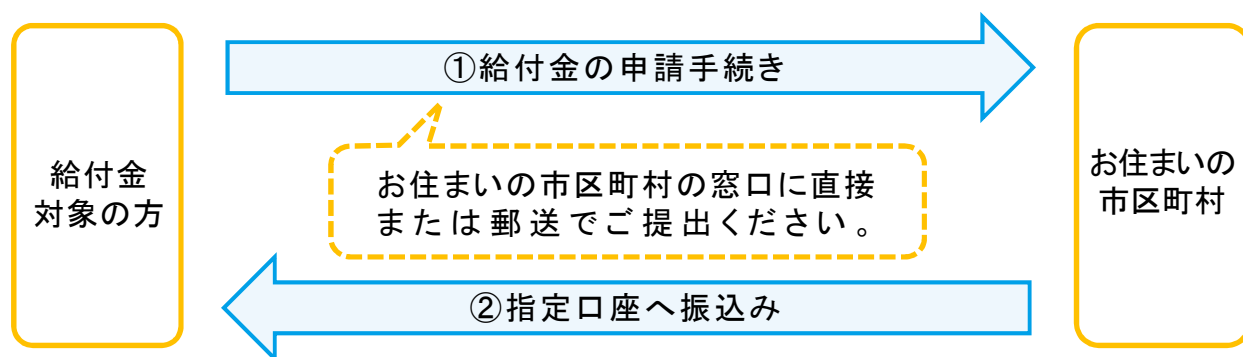 ①給付金の申請手続き
給付金
対象の方
お住まいの市区町村の窓口に直接
または郵送でご提出ください。
お住まいの
市区町村
②指定口座へ振込み